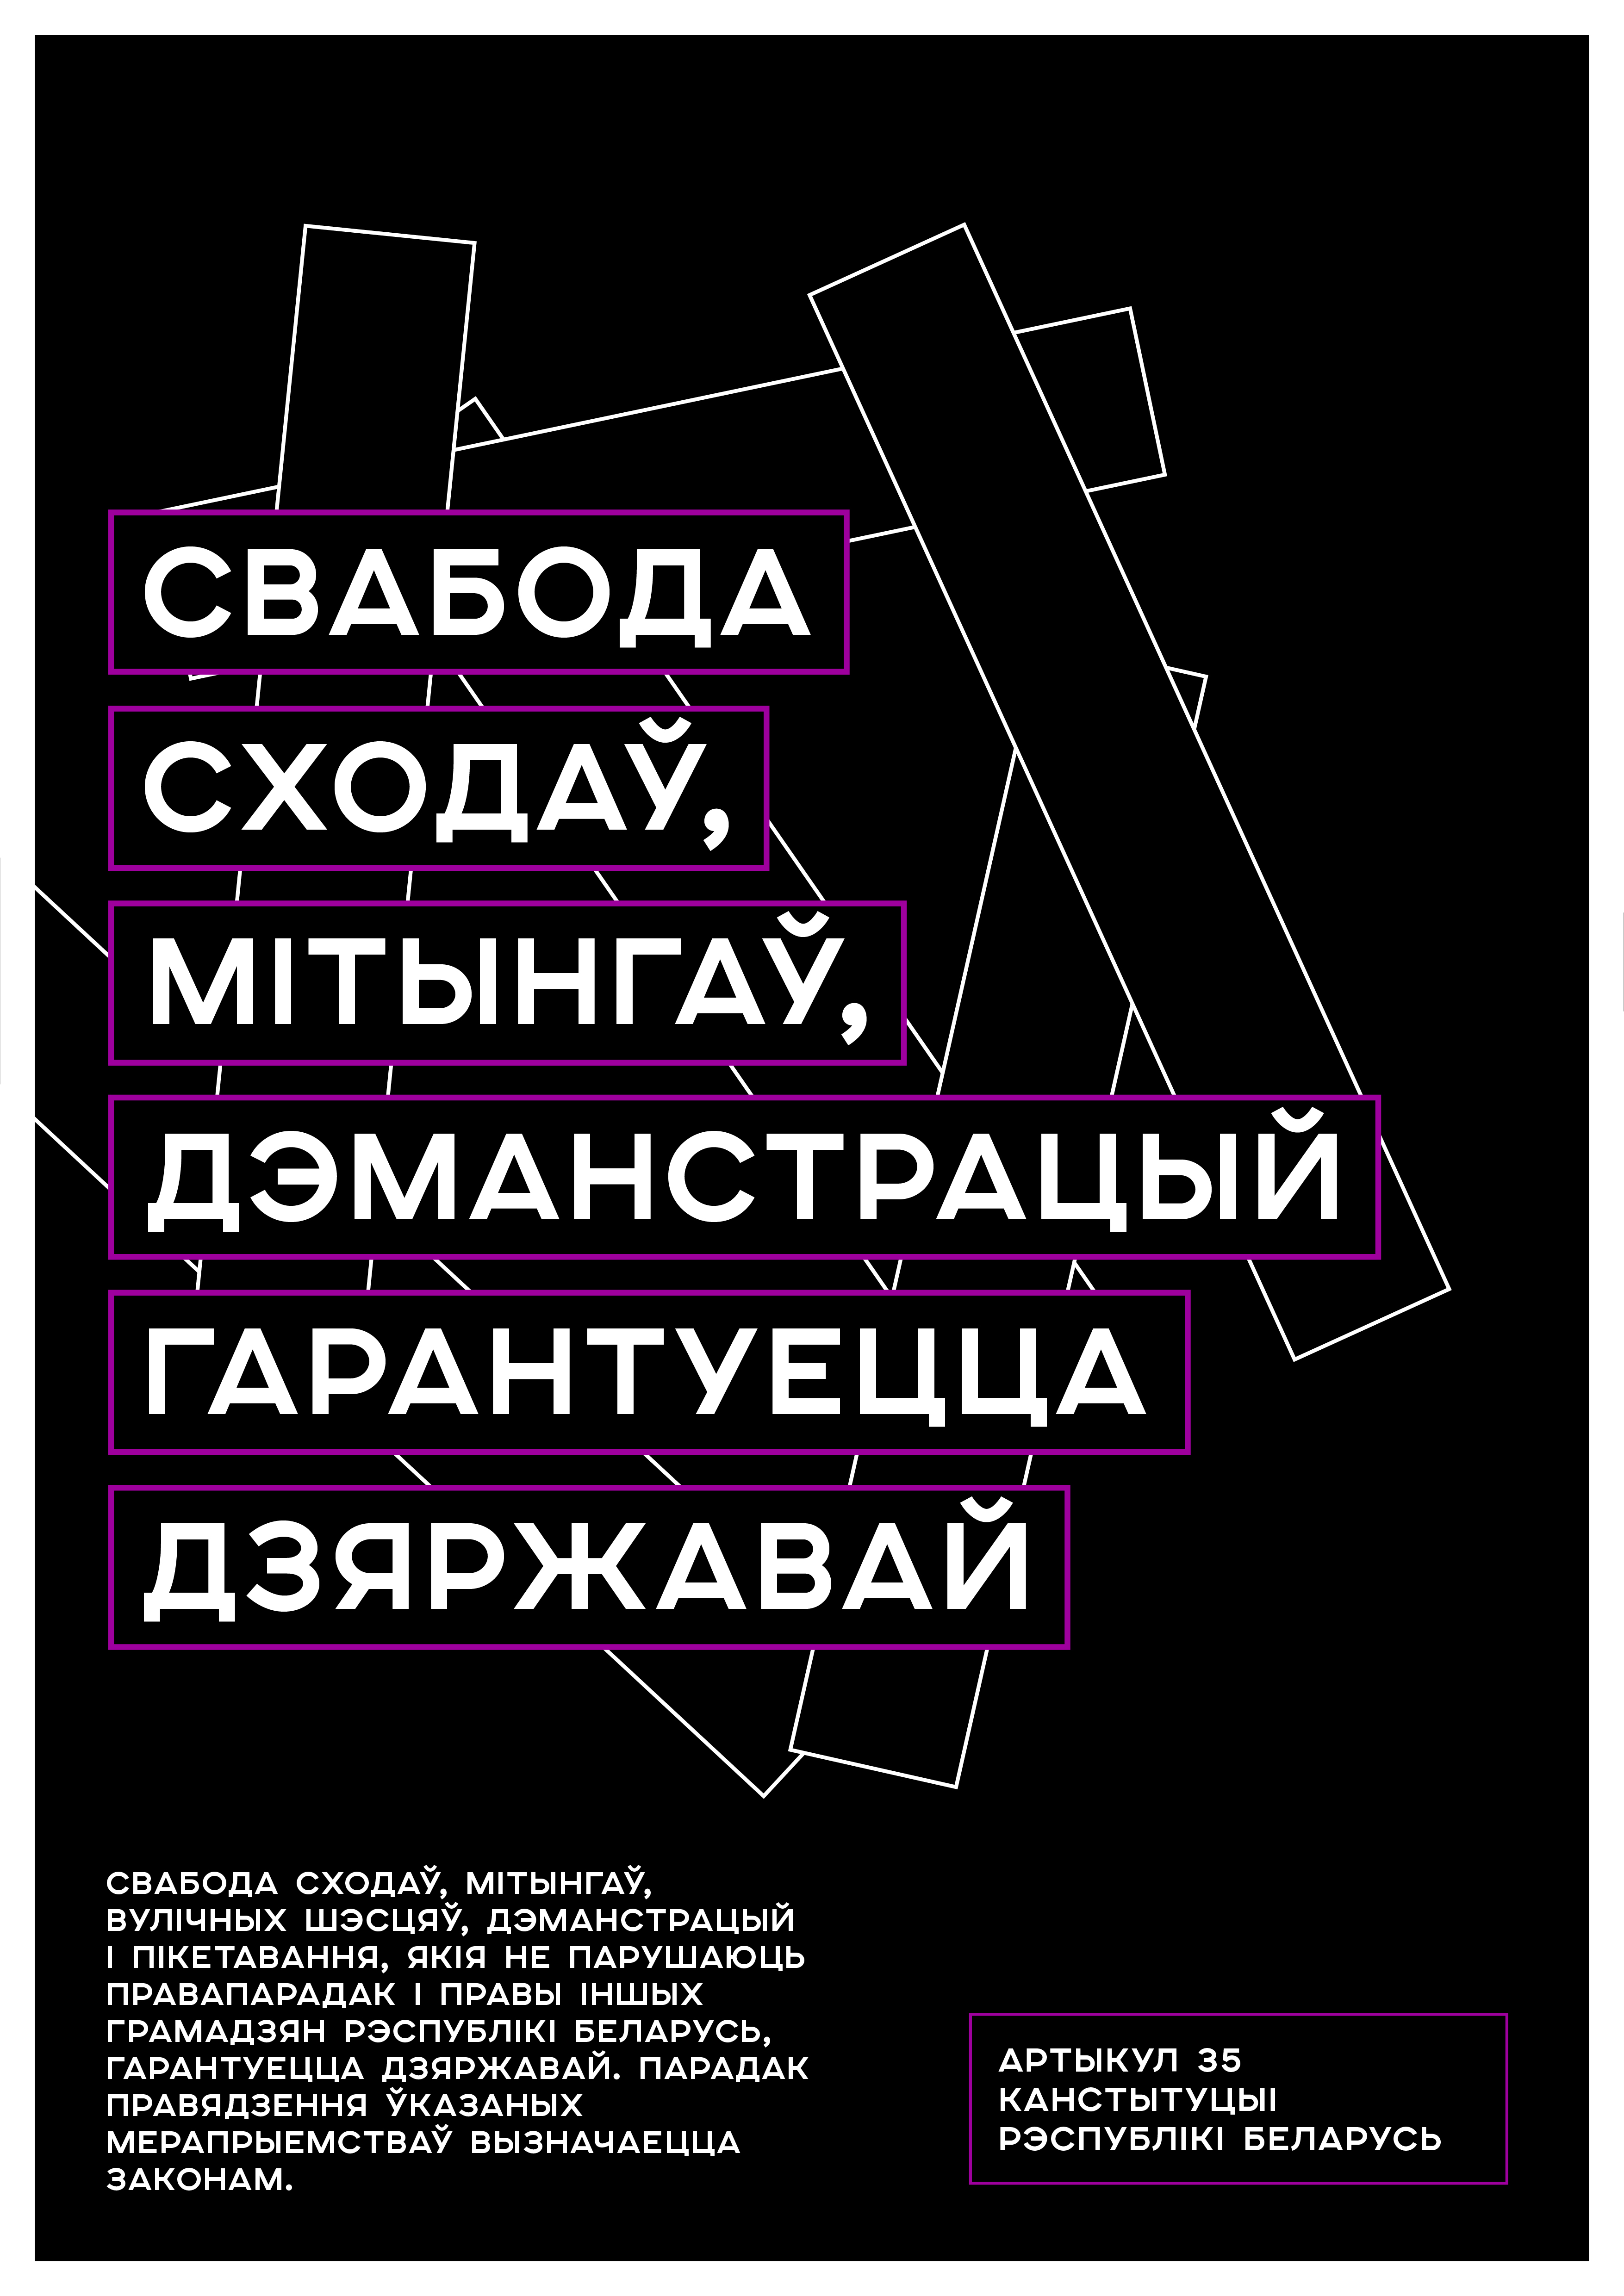 СВАБОДА
СХОДАЎ,
МІТЫНГАЎ,
ДЭМАНСТРАЦЫЙ
ГАРАНТУЕЦЦА
ДЗЯРЖАВАЙ
СВАБОДА СХОДАЎ, МІТЫНГАЎ,
ВУЛІЧНЫХ ШЭСЦЯЎ, ДЭМАНСТРАЦЫЙ
І ПІКЕТАВАННЯ, ЯКІЯ НЕ ПАРУШАЮЦЬ
ПРАВАПАРАДАК І ПРАВЫ ІНШЫХ
ГРАМАДЗЯН РЭСПУБЛІКІ БЕЛАРУСЬ,
ГАРАНТУЕЦЦА ДЗЯРЖАВАЙ. ПАРАДАК
ПРАВЯДЗЕННЯ ЎКАЗАНЫХ
МЕРАПРЫЕМСТВАЎ ВЫЗНАЧАЕЦЦА
ЗАКОНАМ.
АРТЫКУЛ 35
КАНСТЫТУЦЫІ
РЭСПУБЛІКІ БЕЛАРУСЬ